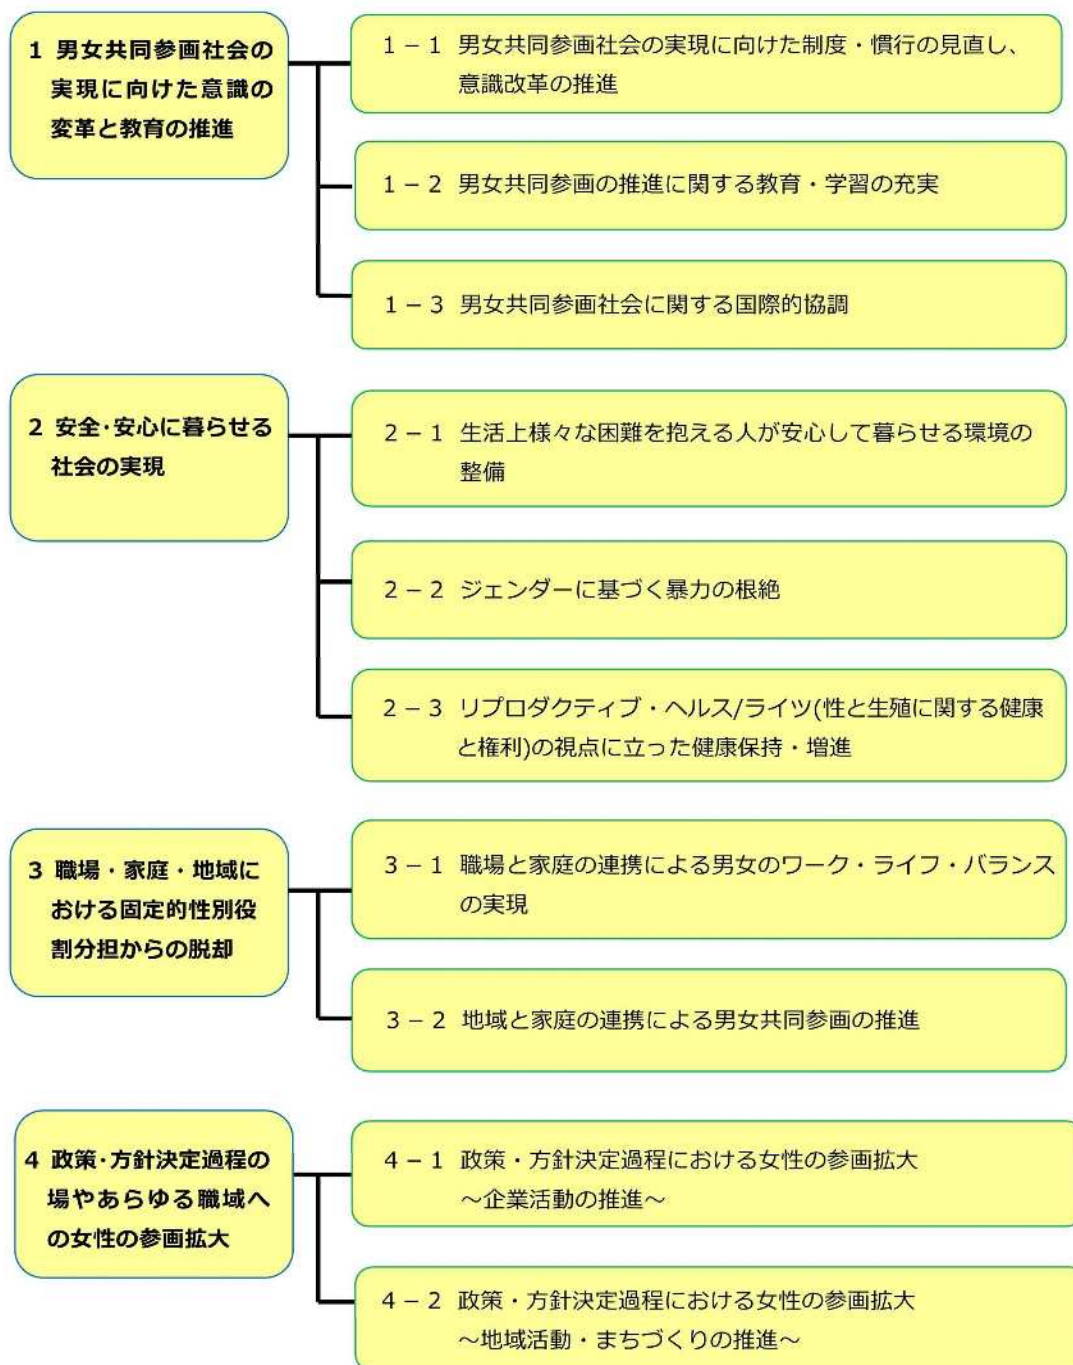 1 男女共同参画社会の
実現に向けた意識の
変革と教育の推進
1－1 男女共同参画社会の実現に向けた制度・慣行の見直し、
意識改革の推進
1－2 男女共同参画の推進に関する教育・学習の充実
1－3 男女共同参画社会に関する国際的協調
2 安全・安心に暮らせる
社会の実現
2－1 生活上様々な困難を抱える人が安心して暮らせる環境の
整備
2－2 ジェンダーに基づく暴力の根絶
2－3 リプロダクティブ・ヘルス/ライツ(性と生殖に関する健康
と権利)の視点に立った健康保持・増進
3 職場・家庭・地域に
おける固定的性別役
割分担からの脱却
3－1 職場と家庭の連携による男女のワーク・ライフ・バランス
の実現
3－2 地域と家庭の連携による男女共同参画の推進
4 政策・方針決定過程の
場やあらゆる職域へ
の女性の参画拡大
4－1 政策・方針決定過程における女性の参画拡大
～企業活動の推進～
4－2 政策・方針決定過程における女性の参画拡大
～地域活動・まちづくりの推進～